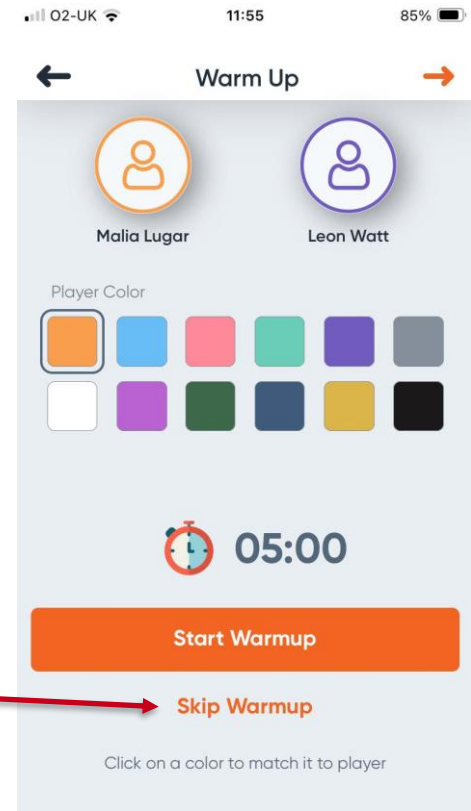 O2-UK 11:55 85%
Warm Up
Malia Lugar Leon Watt
Player Color
05:00
Start Warmup
Skip Warmup
Click on a color to match it to player